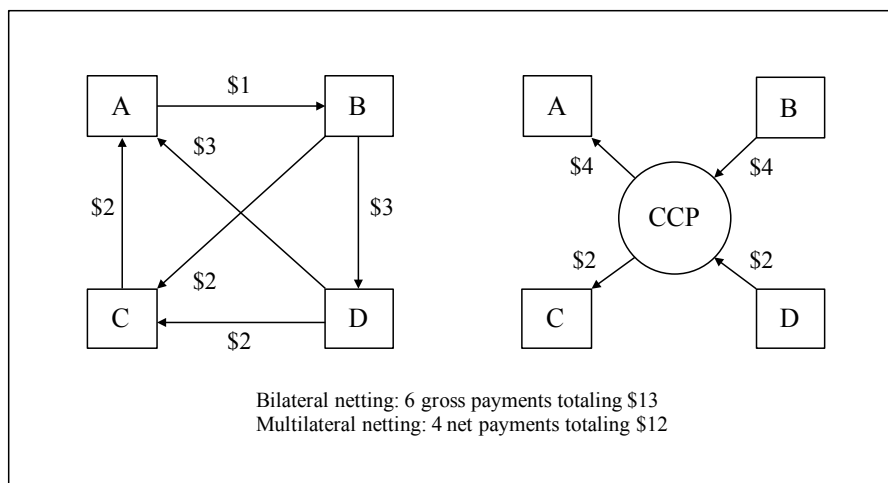 A
$1
B
$3
$2
$3
$2
C
$2
D
A
B
$4
$4
CCP
$2
$2
C
D
Bilateral netting: 6 gross payments totaling $13
Multilateral netting: 4 net payments totaling $12